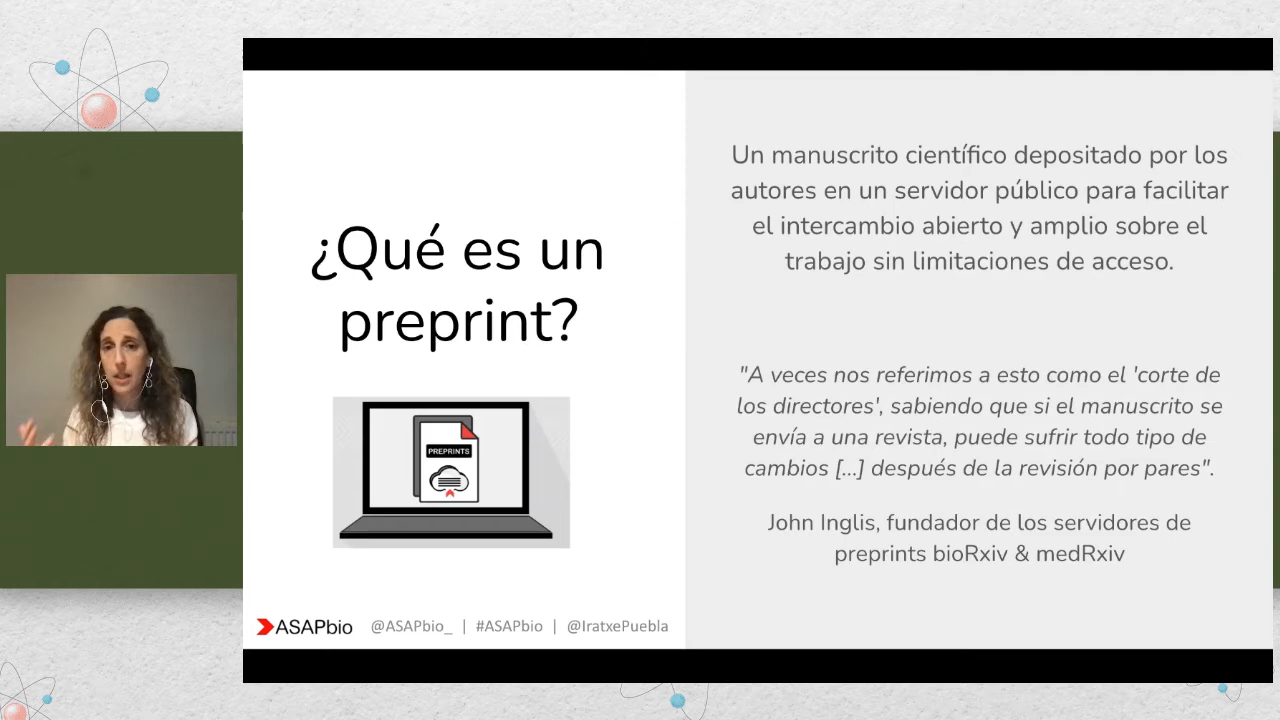 ¿Qué es un
preprint?
PREPRINTS
ASAPbio @ASAPbio_ | #ASAPbio | @IratxePuebla
Un manuscrito científico depositado por los
autores en un servidor público para facilitar
el intercambio abierto y amplio sobre el
trabajo sin limitaciones de acceso.
"A veces nos referimos a esto como el 'corte de
los directores', sabiendo que si el manuscrito se
envía a una revista, puede sufrir todo tipo de
cambios [...] después de la revisión por pares".
John Inglis, fundador de los servidores de
preprints bioRxiv & medRxiv